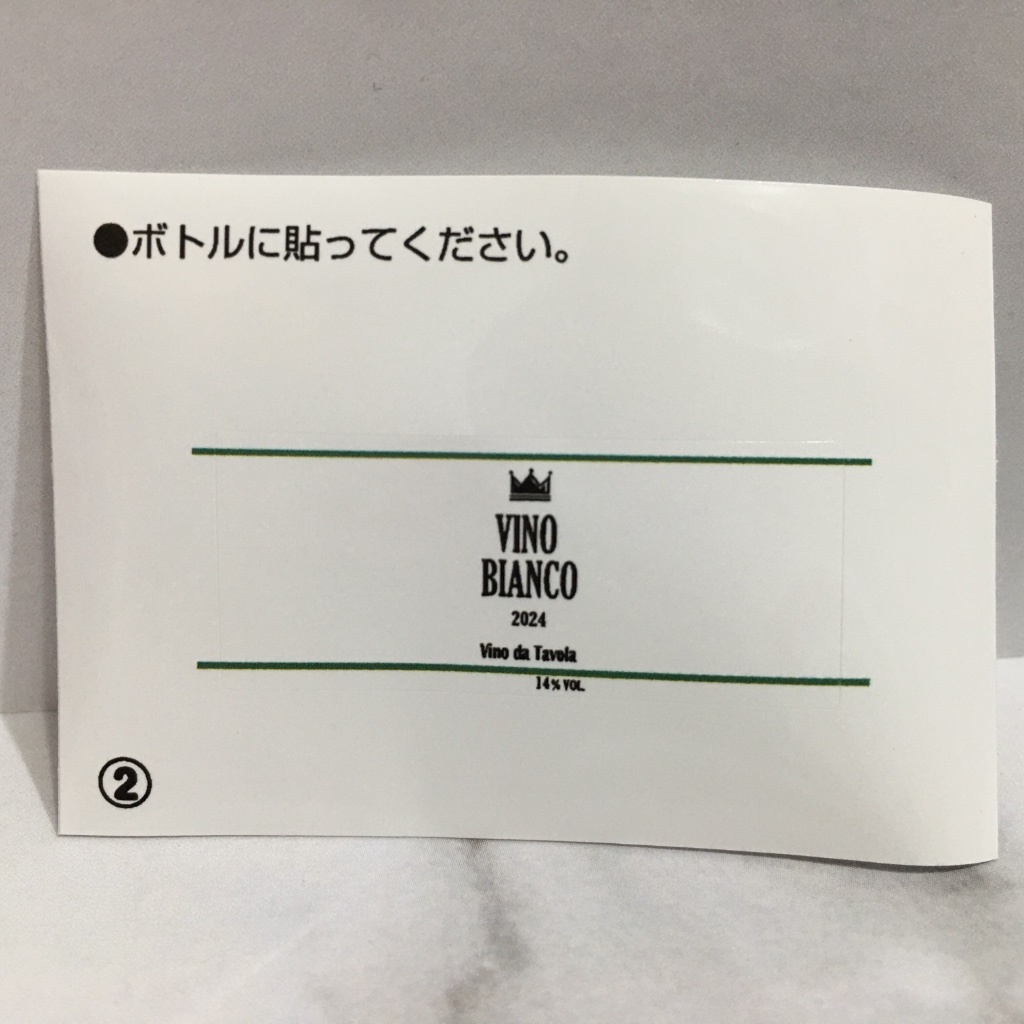 ●ボトルに貼ってください。
VINO
BIANCO
2024
Vino da Tavola
14% VOL.
②